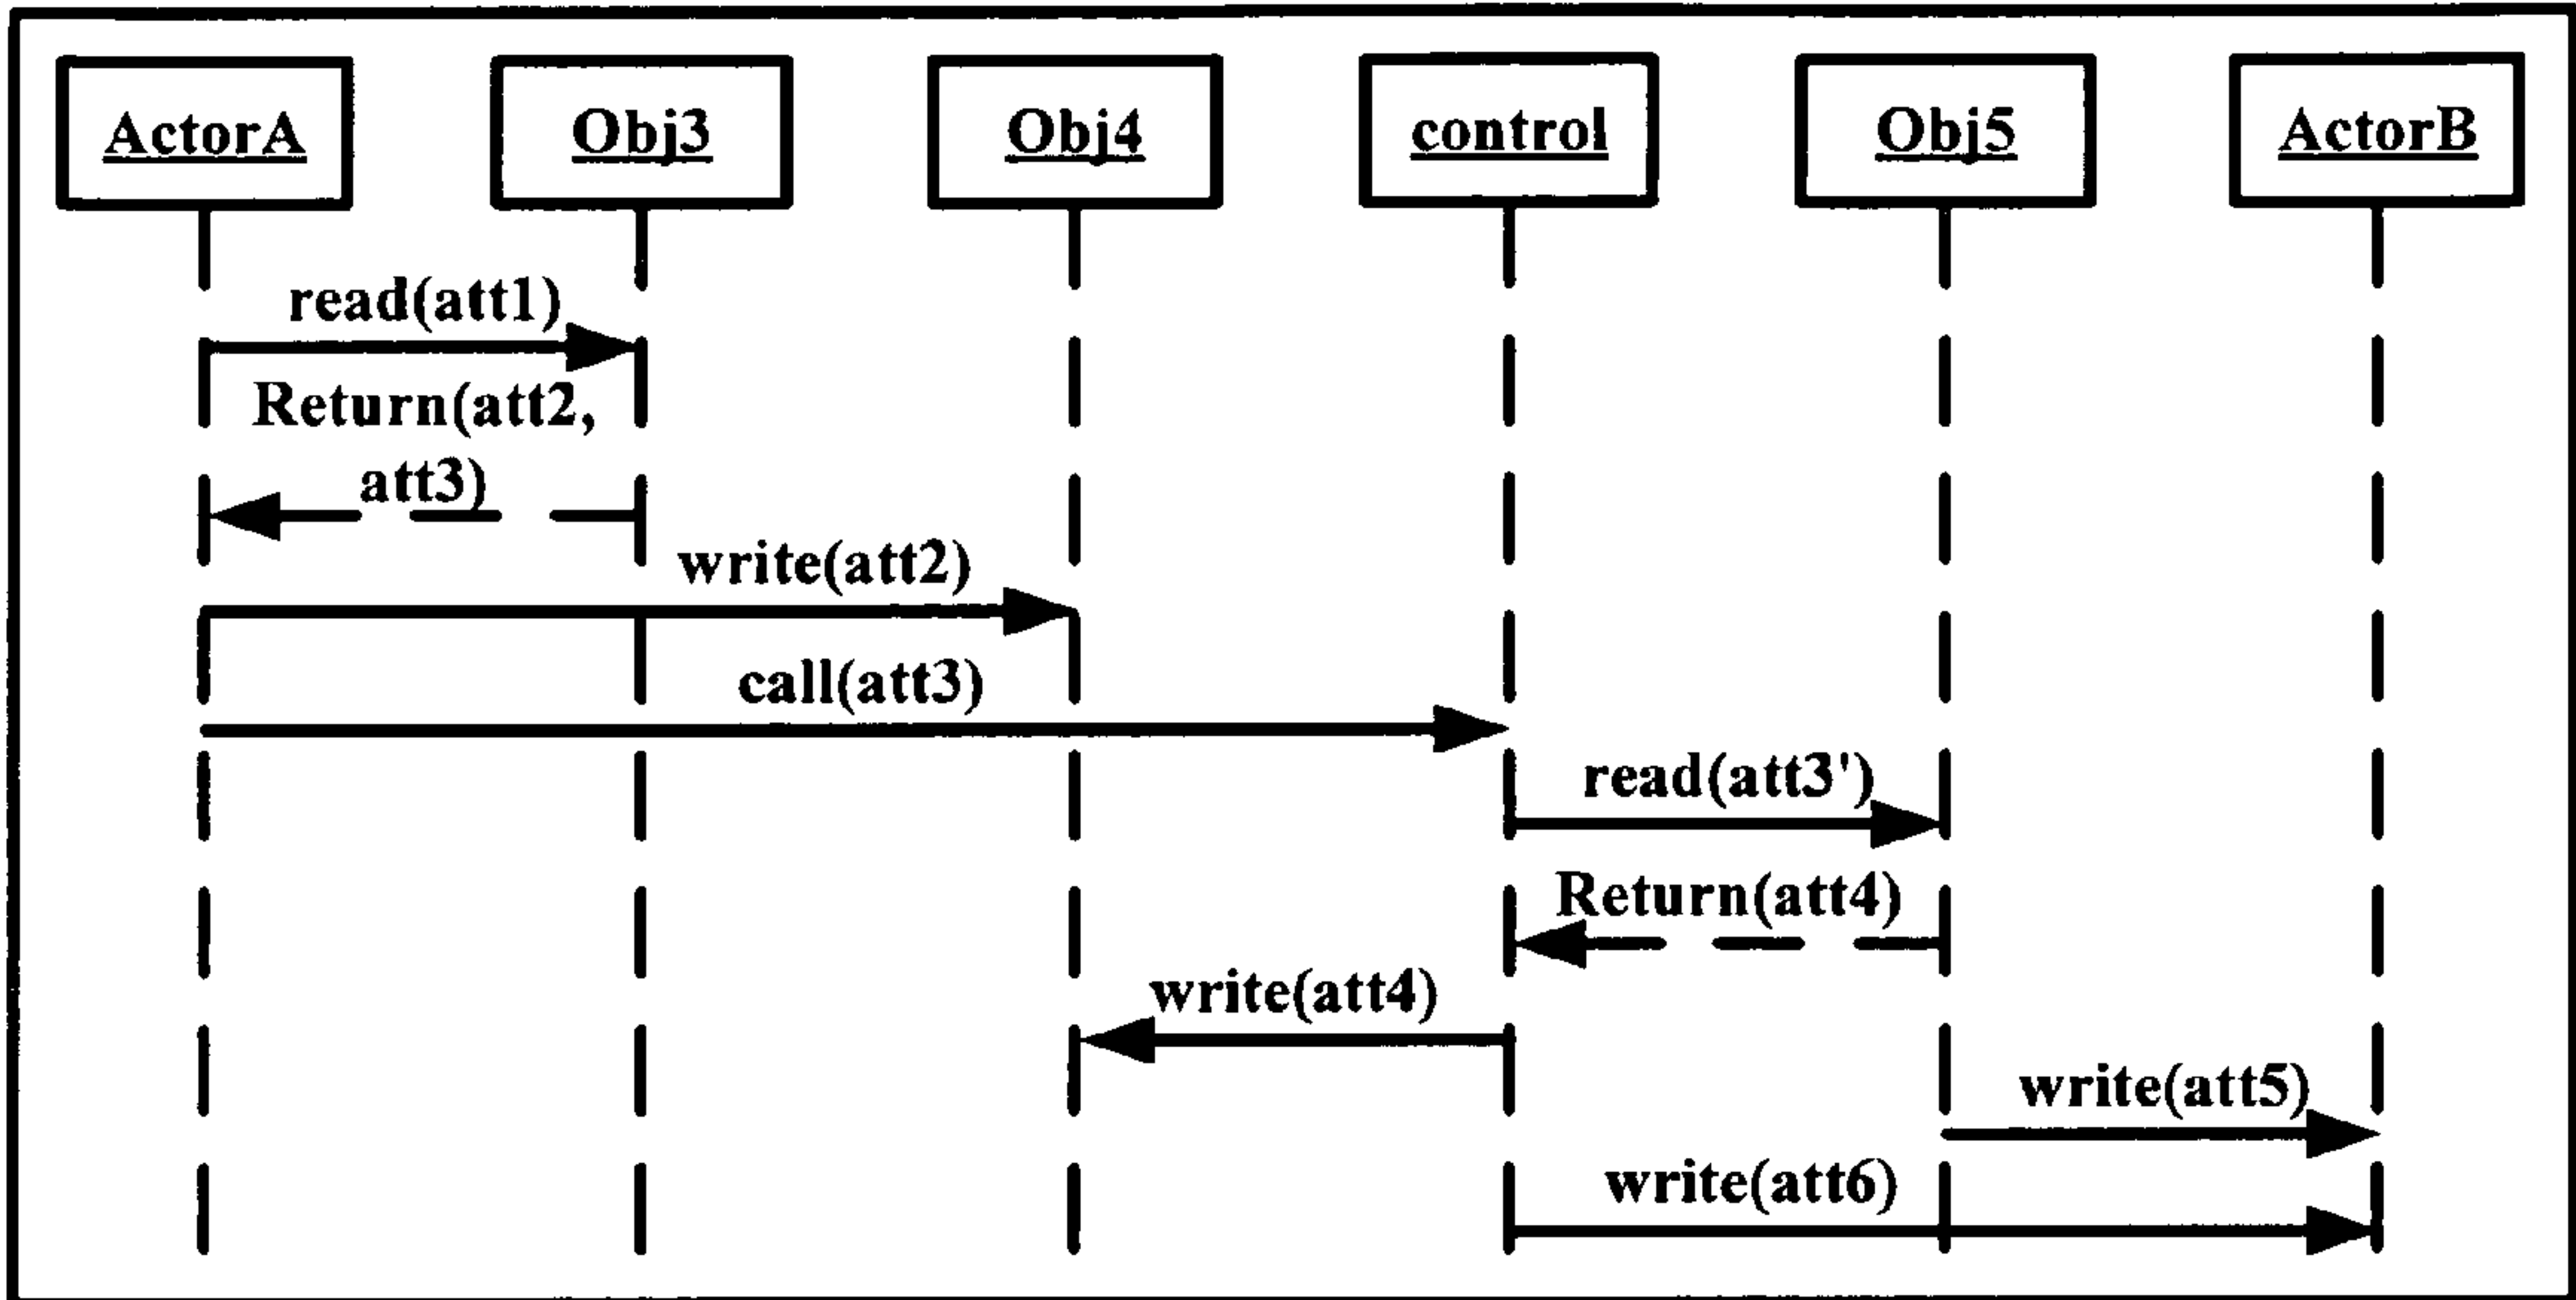 ActorA
Obj3
Obj4
control
Obj5
ActorB
read(att1)
Return(att2,
att3)
write(att2)
call(att3)
read(att3')
Return(att4)
write(att4)
write(att5)
write(att6)